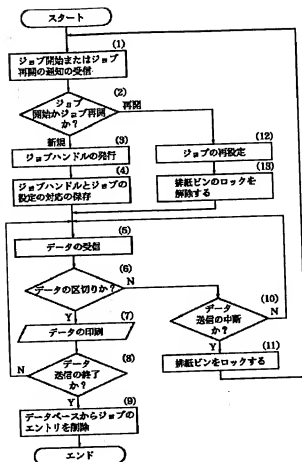 スタート
(1)
ジョブ開始またはジョブ
再開の通知の受信
(2)
ジョブ
開始かジョブ再開
か?
再開
新規
(3)
ジョブハンドルの発行
(4)
ジョブハンドルとジョブの
設定の対応の保存
(12)
ジョブの再設定
(13)
排紙ビンのロックを
解除する
(5)
データの受信
(6)
データの区切りか?
N
Y
(7)
データの印刷
(8)
データ
送信の終了
か?
N
Y
(9)
データベースからジョブの
エントリを削除
エンド
(10)
データ
送信の中断
か?
N
Y
(11)
排紙ビンをロックする